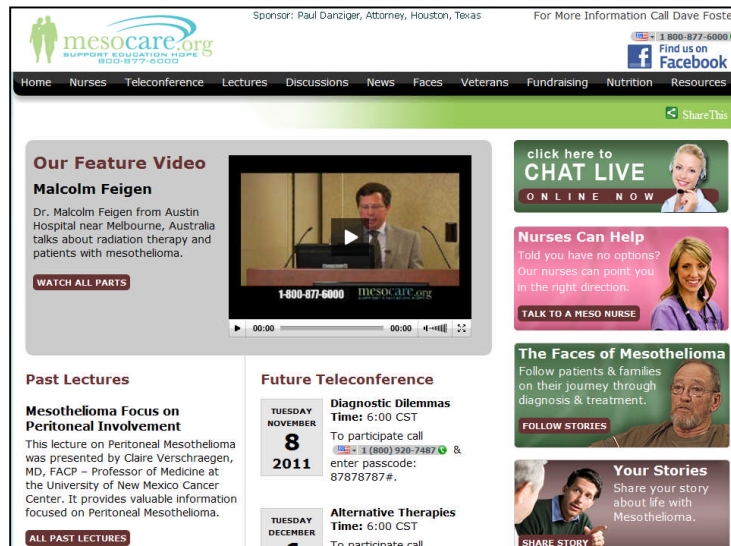 Sponsor: Paul Danziger, Attorney, Houston, Texas
For More Information Call Dave Foste
mesocare.org
SUPPORT EDUCATION HOPE
800-877-6000
1 800-877-6000
Find us on
Facebook
Home Nurses Teleconference Lectures Discussions News Faces Veterans Fundraising Nutrition Resources
ShareThis
Our Feature Video
Malcolm Feigen
Dr. Malcolm Feigen from Austin
Hospital near Melbourne, Australia
talks about radiation therapy and
patients with mesothelioma.
WATCH ALL PARTS
1-800-877-6000 mesocare.org
00:00 00:00
click here to
CHAT LIVE
ONLINE NOW
Nurses Can Help
Told you have no options?
Our nurses can point you
in the right direction.
TALK TO A MESO NURSE
The Faces of Mesothelioma
Follow patients & families
on their journey through
diagnosis & treatment.
FOLLOW STORIES
Your Stories
Share your story
about life with
Mesothelioma.
SHARE STORY
Past Lectures
Mesothelioma Focus on
Peritoneal Involvement
This lecture on Peritoneal Mesothelioma
was presented by Claire Verschraegen,
MD, FACP – Professor of Medicine at
the University of New Mexico Cancer
Center. It provides valuable information
focused on Peritoneal Mesothelioma.
ALL PAST LECTURES
Future Teleconference
TUESDAY
NOVEMBER
8
2011
Diagnostic Dilemmas
Time: 6:00 CST
To participate call
1 (800) 920-7487 &
enter passcode:
87878787#.
TUESDAY
DECEMBER
Alternative Therapies
Time: 6:00 CST
To participate call